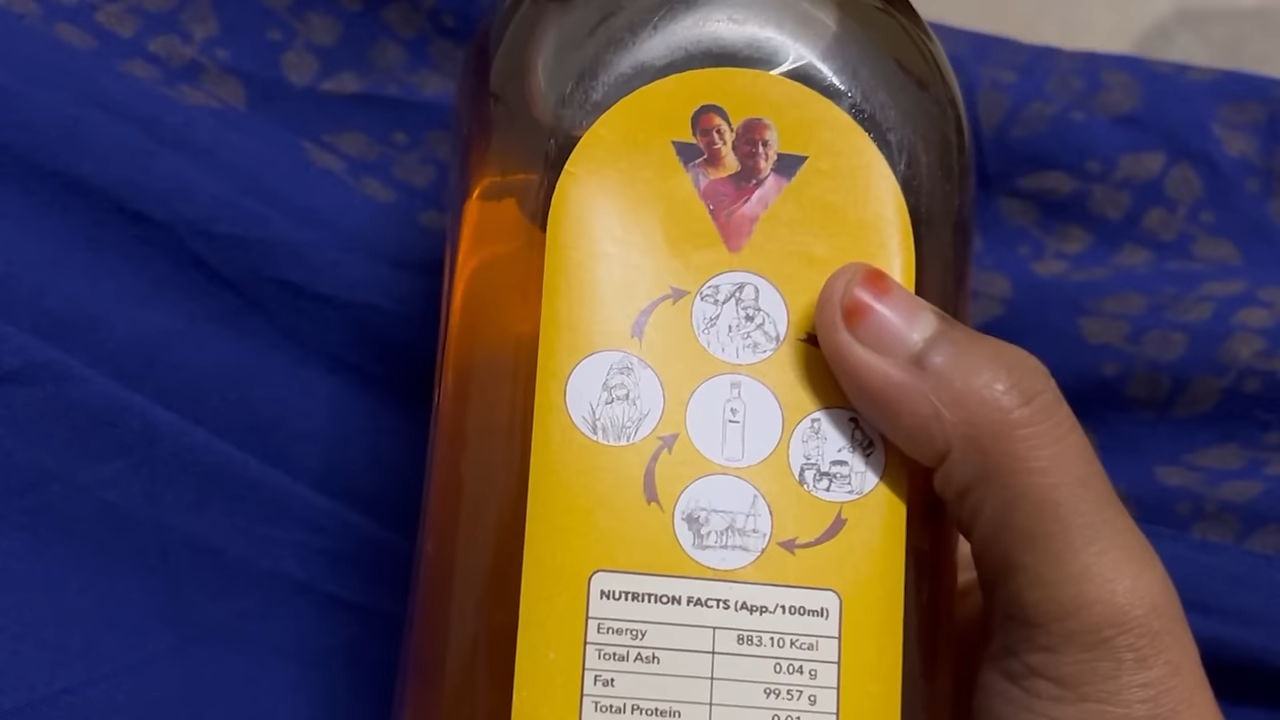 NUTRITION FACTS (App./100ml)
Energy 883.10 Kcal
Total Ash 0.04 g
Fat 99.57 g
Total Protein